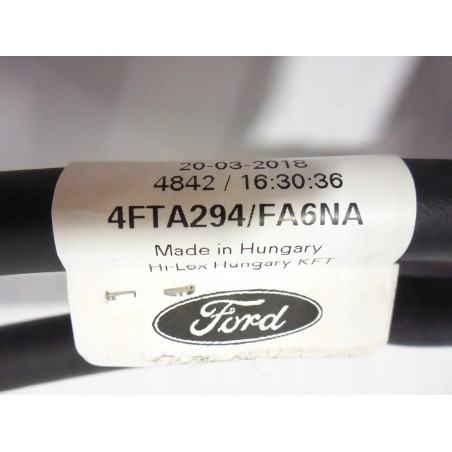 20-03-2018
4842 / 16:30:36
4FTA294/FA6NA
Made in Hungary
Hi-Lex Hungary KFT
Ford